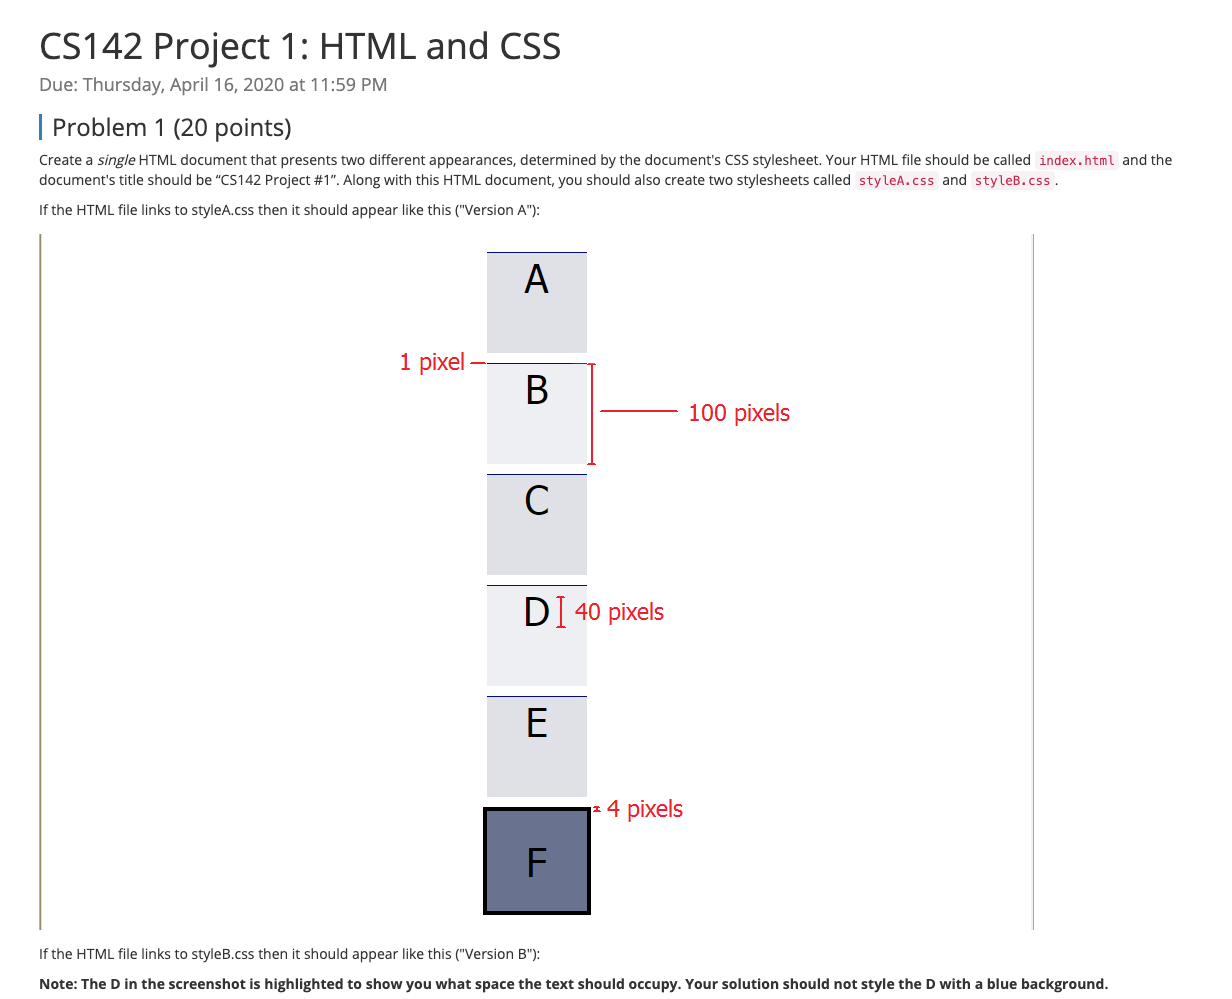 CS142 Project 1: HTML and CSS
Due: Thursday, April 16, 2020 at 11:59 PM
Problem 1 (20 points)
Create a single HTML document that presents two different appearances, determined by the document's CSS stylesheet. Your HTML file should be called index.html and the
document's title should be “CS142 Project #1”. Along with this HTML document, you should also create two stylesheets called styleA.css and styleB.css.
If the HTML file links to styleA.css then it should appear like this ("Version A"):
A
1 pixel
B
100 pixels
C
D
40 pixels
E
4 pixels
F
If the HTML file links to styleB.css then it should appear like this ("Version B"):
Note: The D in the screenshot is highlighted to show you what space the text should occupy. Your solution should not style the D with a blue background.